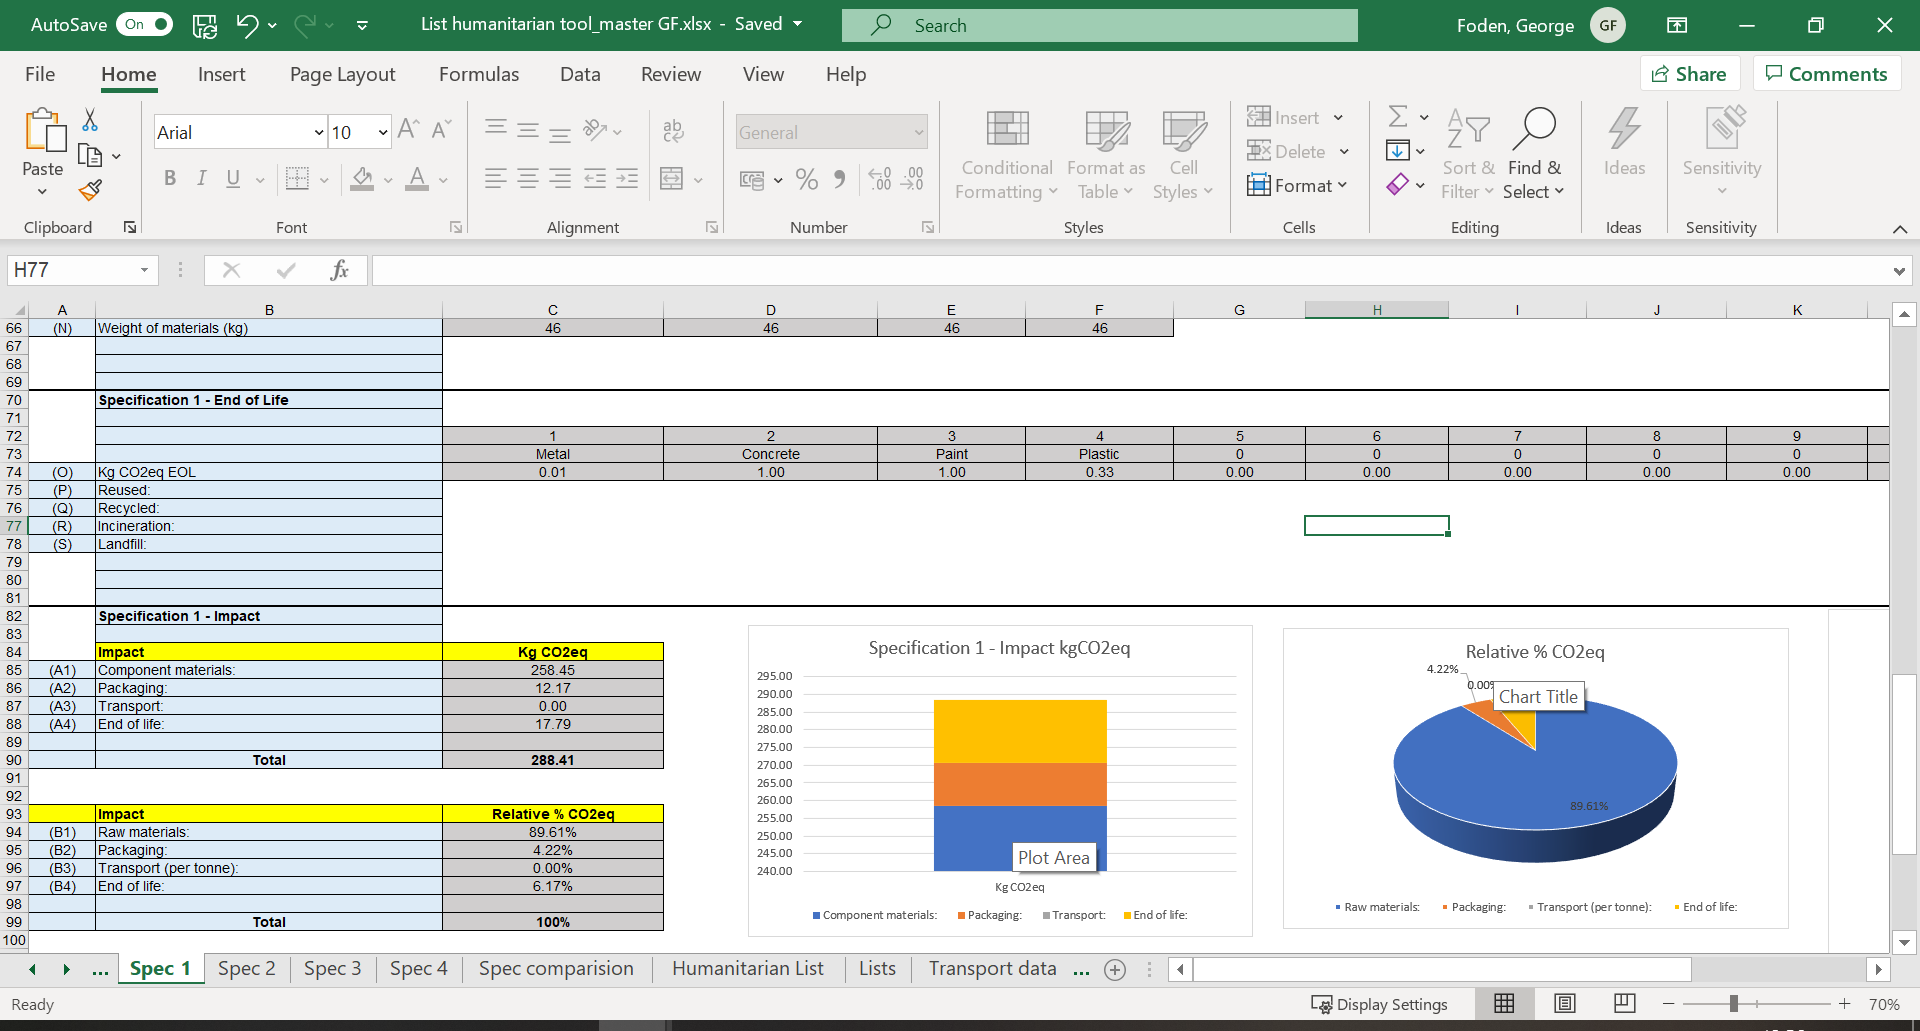 AutoSave On List humanitarian tool_master GF.xlsx - Saved Search Foden, George GF
File Home Insert Page Layout Formulas Data Review View Help Share Comments
Arial 10 ab c General Insert Σ A Z
Paste B I U A % .0 .00 .00 .0 Conditional Formatting Format as Table Cell Styles Delete Format Sort & Filter Find & Select Ideas Sensitivity
Clipboard Font Alignment Number Styles Cells Editing Ideas Sensitivity
H77 fx
A B C D E F G H I J K
66 (N) Weight of materials (kg) 46 46 46 46
67
68
69
70 Specification 1 - End of Life
71
72 1 2 3 4 5 6 7 8 9
73 Metal Concrete Paint Plastic 0 0 0 0 0
74 (O) Kg CO2eq EOL 0.01 1.00 1.00 0.33 0.00 0.00 0.00 0.00 0.00
75 (P) Reused:
76 (Q) Recycled:
77 (R) Incineration:
78 (S) Landfill:
79
80
81
82 Specification 1 - Impact
83
84 Impact Kg CO2eq
85 (A1) Component materials: 258.45
86 (A2) Packaging: 12.17
87 (A3) Transport: 0.00
88 (A4) End of life: 17.79
89
90 Total 288.41
91
92
93 Impact Relative % CO2eq
94 (B1) Raw materials: 89.61%
95 (B2) Packaging: 4.22%
96 (B3) Transport (per tonne): 0.00%
97 (B4) End of life: 6.17%
98
99 Total 100%
100
Specification 1 - Impact kgCO2eq
295.00
290.00
285.00
280.00
275.00
270.00
265.00
260.00
255.00
250.00
245.00
240.00
Plot Area
Kg CO2eq
Component materials: Packaging: Transport: End of life:
Relative % CO2eq
4.22%
0.00%
Chart Title
89.61%
Raw materials: Packaging: Transport (per tonne): End of life:
... Spec 1 Spec 2 Spec 3 Spec 4 Spec comparision Humanitarian List Lists Transport data ...
Ready Display Settings 70%